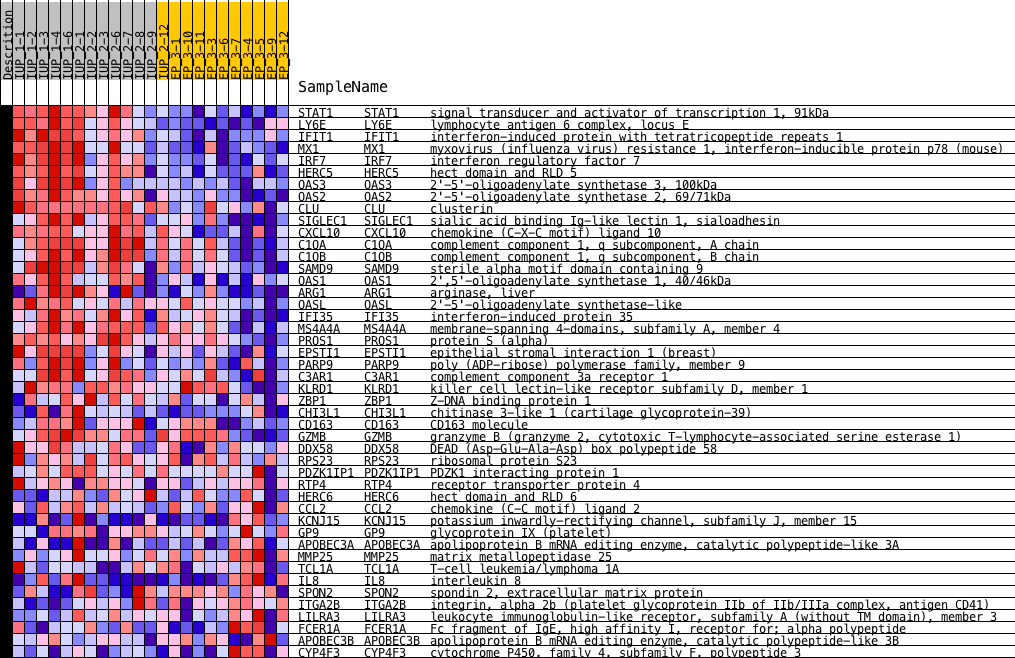 Descrition
IUP_1-1
IUP_1-2
IUP_1-3
IUP_1-4
IUP_1-6
IUP_2-1
IUP_2-2
IUP_2-3
IUP_2-6
IUP_2-7
IUP_2-8
IUP_2-9
IUP_2-12
EP_3-1
EP_3-10
EP_3-11
EP_3-3
EP_3-6
EP_3-7
EP_3-4
EP_3-5
EP_3-9
EP_3-12
SampleName
STAT1 STAT1 signal transducer and activator of transcription 1, 91kDa
LY6E LY6E lymphocyte antigen 6 complex, locus E
IFIT1 IFIT1 interferon-induced protein with tetratricopeptide repeats 1
MX1 MX1 myxovirus (influenza virus) resistance 1, interferon-inducible protein p78 (mouse)
IRF7 IRF7 interferon regulatory factor 7
HERC5 HERC5 hect domain and RLD 5
OAS3 OAS3 2'-5'-oligoadenylate synthetase 3, 100kDa
OAS2 OAS2 2'-5'-oligoadenylate synthetase 2, 69/71kDa
CLU CLU clusterin
SIGLEC1 SIGLEC1 sialic acid binding Ig-like lectin 1, sialoadhesin
CXCL10 CXCL10 chemokine (C-X-C motif) ligand 10
C1QA C1QA complement component 1, q subcomponent, A chain
C1QB C1QB complement component 1, q subcomponent, B chain
SAMD9 SAMD9 sterile alpha motif domain containing 9
OAS1 OAS1 2',5'-oligoadenylate synthetase 1, 40/46kDa
ARG1 ARG1 arginase, liver
OASL OASL 2'-5'-oligoadenylate synthetase-like
IFI35 IFI35 interferon-induced protein 35
MS4A4A MS4A4A membrane-spanning 4-domains, subfamily A, member 4
PROS1 PROS1 protein S (alpha)
EPSTI1 EPSTI1 epithelial stromal interaction 1 (breast)
PARP9 PARP9 poly (ADP-ribose) polymerase family, member 9
C3AR1 C3AR1 complement component 3a receptor 1
KLRD1 KLRD1 killer cell lectin-like receptor subfamily D, member 1
ZBP1 ZBP1 Z-DNA binding protein 1
CHI3L1 CHI3L1 chitinase 3-like 1 (cartilage glycoprotein-39)
CD163 CD163 CD163 molecule
GZMB GZMB granzyme B (granzyme 2, cytotoxic T-lymphocyte-associated serine esterase 1)
DDX58 DDX58 DEAD (Asp-Glu-Ala-Asp) box polypeptide 58
RPS23 RPS23 ribosomal protein S23
PDZK1IP1 PDZK1IP1 PDZK1 interacting protein 1
RTP4 RTP4 receptor transporter protein 4
HERC6 HERC6 hect domain and RLD 6
CCL2 CCL2 chemokine (C-C motif) ligand 2
KCNJ15 KCNJ15 potassium inwardly-rectifying channel, subfamily J, member 15
GP9 GP9 glycoprotein IX (platelet)
APOBEC3A APOBEC3A apolipoprotein B mRNA editing enzyme, catalytic polypeptide-like 3A
MMP25 MMP25 matrix metallopeptidase 25
TCL1A TCL1A T-cell leukemia/lymphoma 1A
IL8 IL8 interleukin 8
SPON2 SPON2 spondin 2, extracellular matrix protein
ITGA2B ITGA2B integrin, alpha 2b (platelet glycoprotein IIb of IIb/IIIa complex, antigen CD41)
LILRA3 LILRA3 leukocyte immunoglobulin-like receptor, subfamily A (without TM domain), member 3
FCER1A FCER1A Fc fragment of IgE, high affinity I, receptor for; alpha polypeptide
APOBEC3B APOBEC3B apolipoprotein B mRNA editing enzyme, catalytic polypeptide-like 3B
CYP4F3 CYP4F3 cytochrome P450, family 4, subfamily F, polypeptide 3